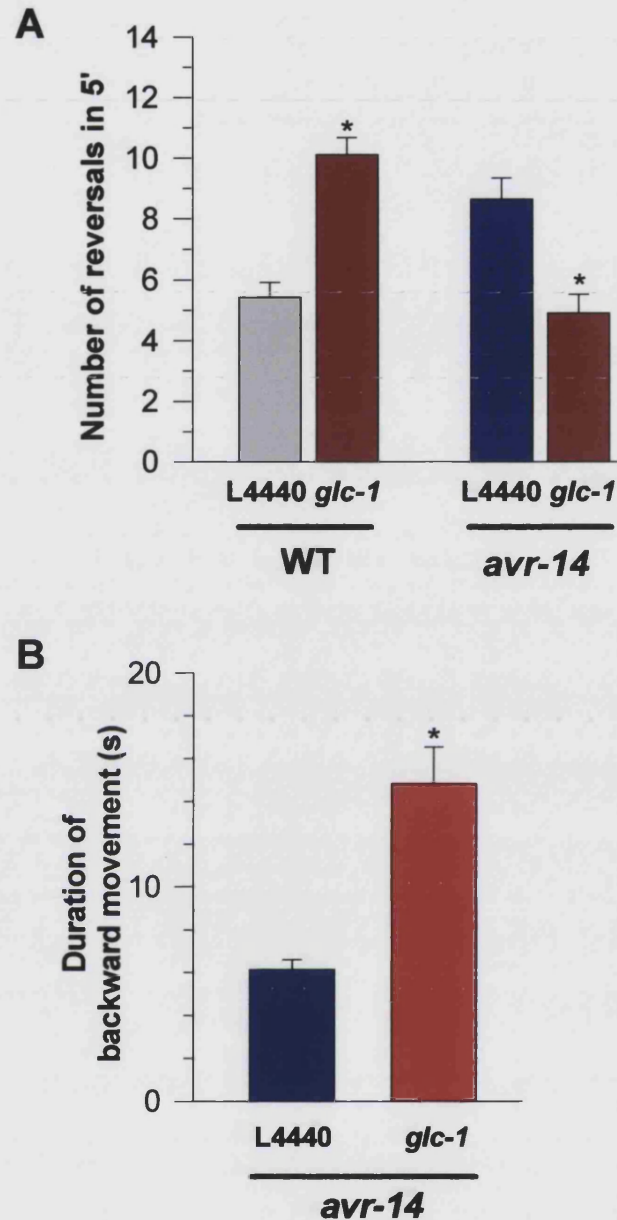 A
Number of reversals in 5'
14
12
10
8
6
4
2
0
*
*
L4440 glc-1
L4440 glc-1
WT
avr-14
B
Duration of
backward movement (s)
20
10
0
*
L4440
glc-1
avr-14